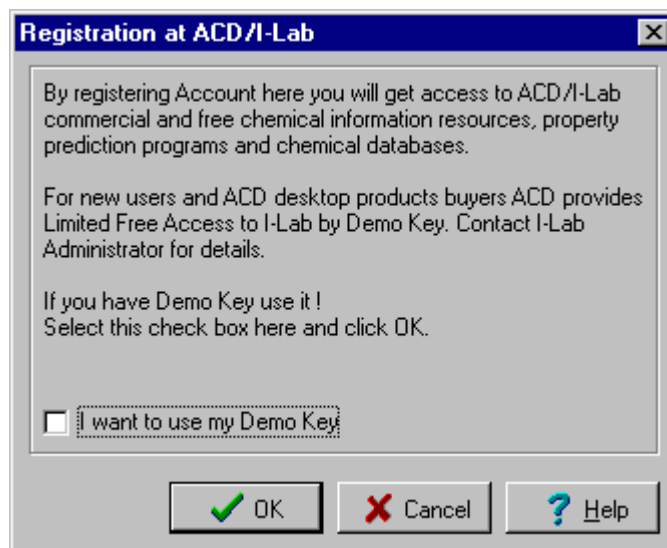 Registration at ACD/I-Lab
By registering Account here you will get access to ACD/I-Lab
commercial and free chemical information resources, property
prediction programs and chemical databases.
For new users and ACD desktop products buyers ACD provides
Limited Free Access to I-Lab by Demo Key. Contact I-Lab
Administrator for details.
If you have Demo Key use it !
Select this check box here and click OK.
I want to use my Demo Key
OK Cancel Help